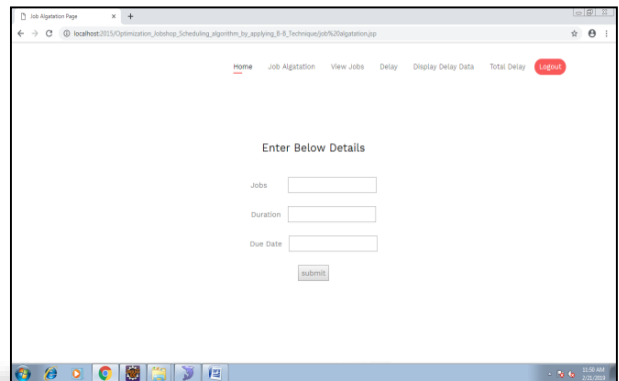 Job Algatation Page
localhost:2015/Optimization_Jobshop_Scheduling_algorithm_by_applying_B-B_Technique/job%20algatation.jsp
Home Job Algatation View Jobs Delay Display Delay Data Total Delay Logout
Enter Below Details
Jobs
Duration
Due Date
submit
11:50 AM